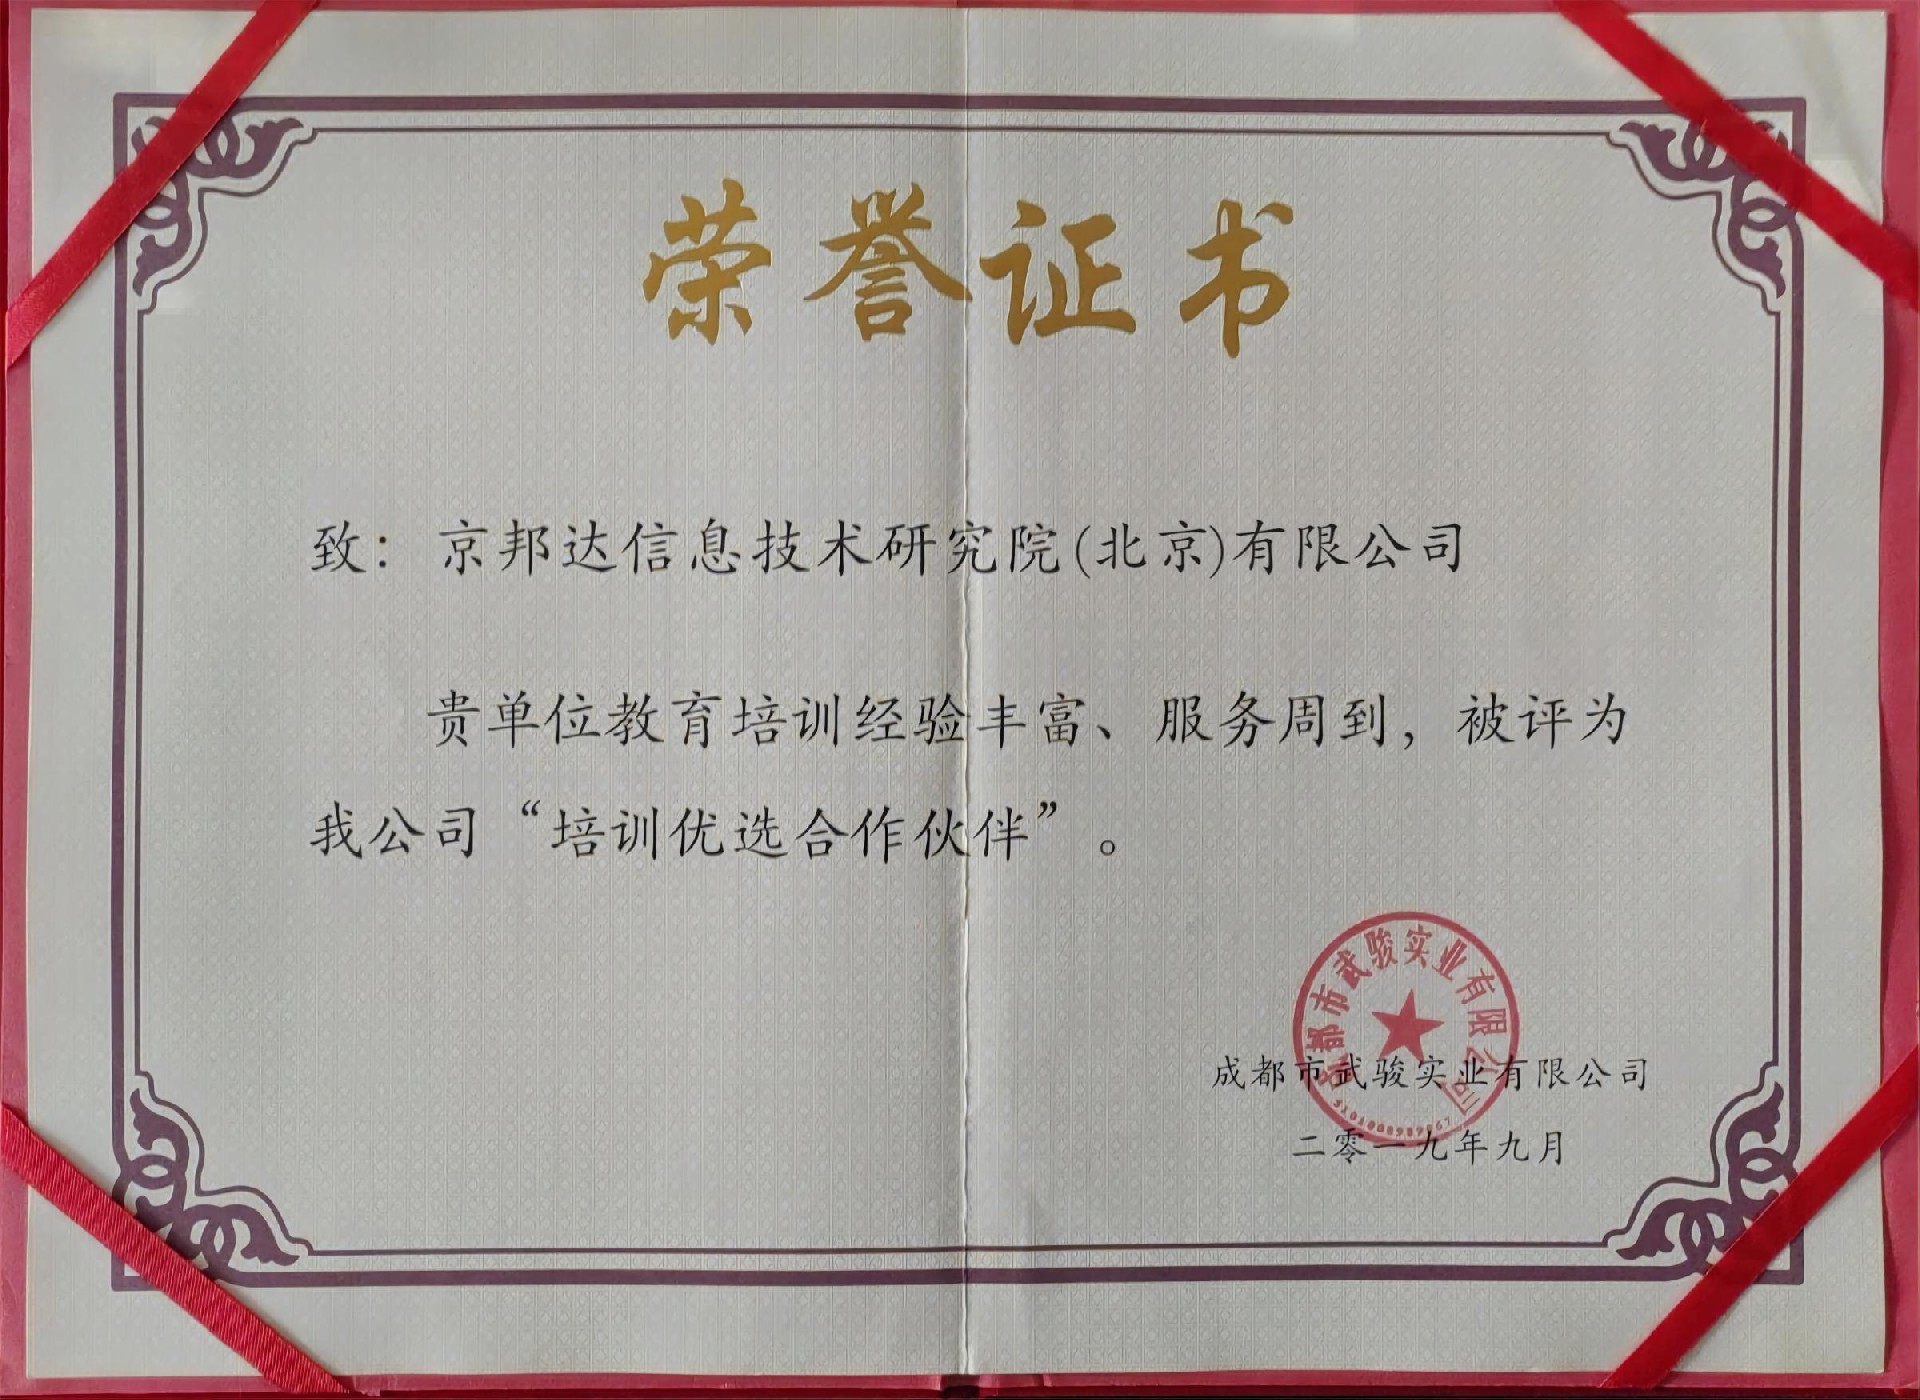 荣誉证书
致：京邦达信息技术研究院(北京)有限公司
贵单位教育培训经验丰富、服务周到，被评为
我公司“培训优选合作伙伴”。
都市武骏实业有限公司
成都市武骏实业有限公司
二零一九年九月